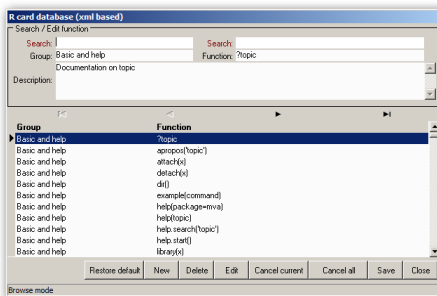 R card database (xml based)
Search / Edit function
Search: Search:
Group: Basic and help Function: ?topic
Description: Documentation on topic
Group Function
Basic and help ?topic
Basic and help apropos('topic')
Basic and help attach(x)
Basic and help detach(x)
Basic and help dir()
Basic and help example(command)
Basic and help help(package=mva)
Basic and help help(topic)
Basic and help help.search('topic')
Basic and help help.start()
Basic and help library(x)
Restore default New Delete Edit Cancel current Cancel all Save Close
Browse mode